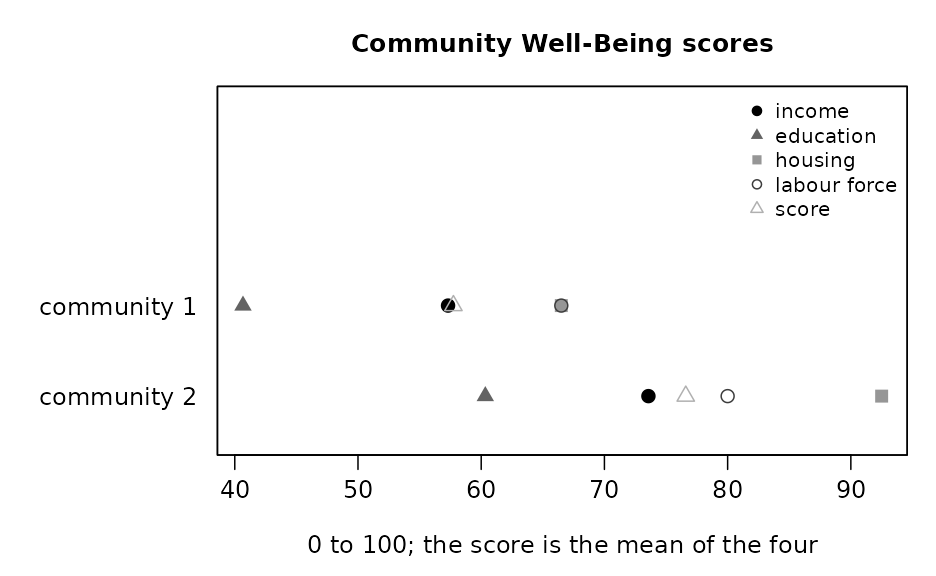 Community Well-Being scores
income
education
housing
labour force
score
community 1
community 2
40 50 60 70 80 90
0 to 100; the score is the mean of the four